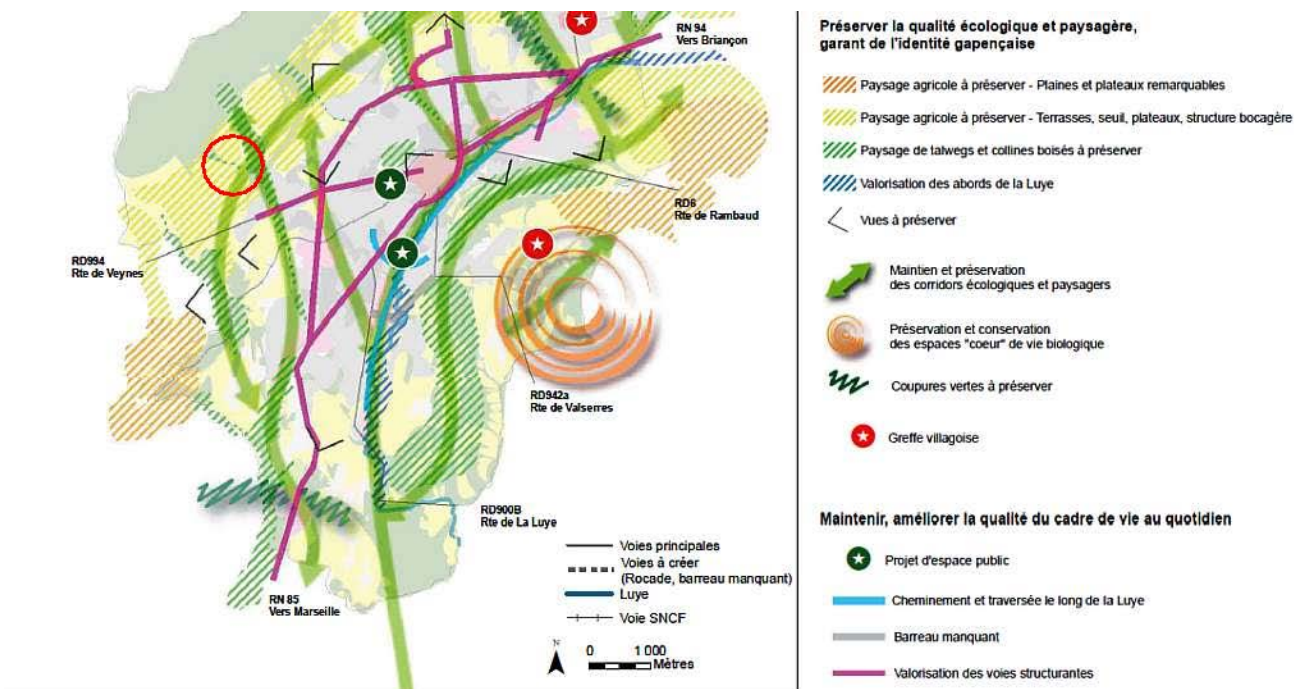 RN 94
Vers Briançon
RD6
Rte de Rambaud
RD994
Rte de Veynes
RD942a
Rte de Valserres
RD900B
Rte de La Luye
RN 85
Vers Marseille
Voies principales
Voies à créer
(Rocade, barreau manquant)
Luye
Voie SNCF
N
0 1 000
Mètres
Préserver la qualité écologique et paysagère,
garant de l'identité gapençaise
Paysage agricole à préserver - Plaines et plateaux remarquables
Paysage agricole à préserver - Terrasses, seuil, plateaux, structure bocagère
Paysage de talwegs et collines boisés à préserver
Valorisation des abords de la Luye
Vues à préserver
Maintien et préservation
des corridors écologiques et paysagers
Préservation et conservation
des espaces "coeur" de vie biologique
Coupures vertes à préserver
Greffe villagoise
Maintenir, améliorer la qualité du cadre de vie au quotidien
Projet d'espace public
Cheminement et traversée le long de la Luye
Barreau manquant
Valorisation des voies structurantes